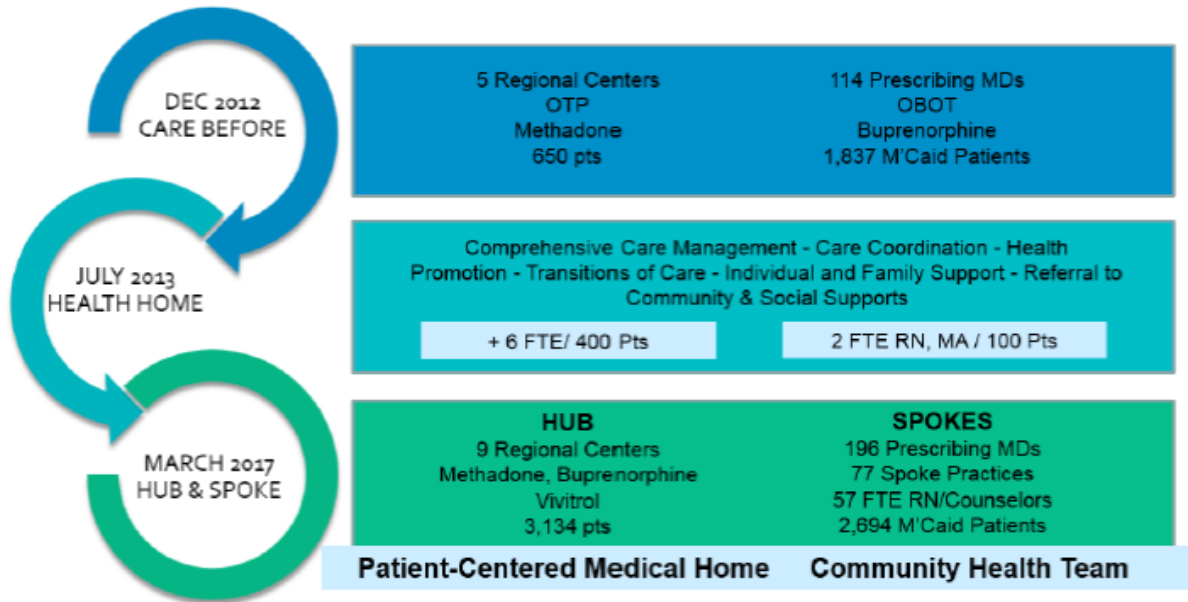 DEC 2012
CARE BEFORE
5 Regional Centers
OTP
Methadone
650 pts
114 Prescribing MDs
OBOT
Buprenorphine
1,837 M'Caid Patients
JULY 2013
HEALTH HOME
Comprehensive Care Management - Care Coordination - Health
Promotion - Transitions of Care - Individual and Family Support - Referral to
Community & Social Supports
+ 6 FTE/ 400 Pts
2 FTE RN, MA / 100 Pts
MARCH 2017
HUB & SPOKE
HUB
9 Regional Centers
Methadone, Buprenorphine
Vivitrol
3,134 pts
SPOKES
196 Prescribing MDs
77 Spoke Practices
57 FTE RN/Counselors
2,694 M'Caid Patients
Patient-Centered Medical Home
Community Health Team